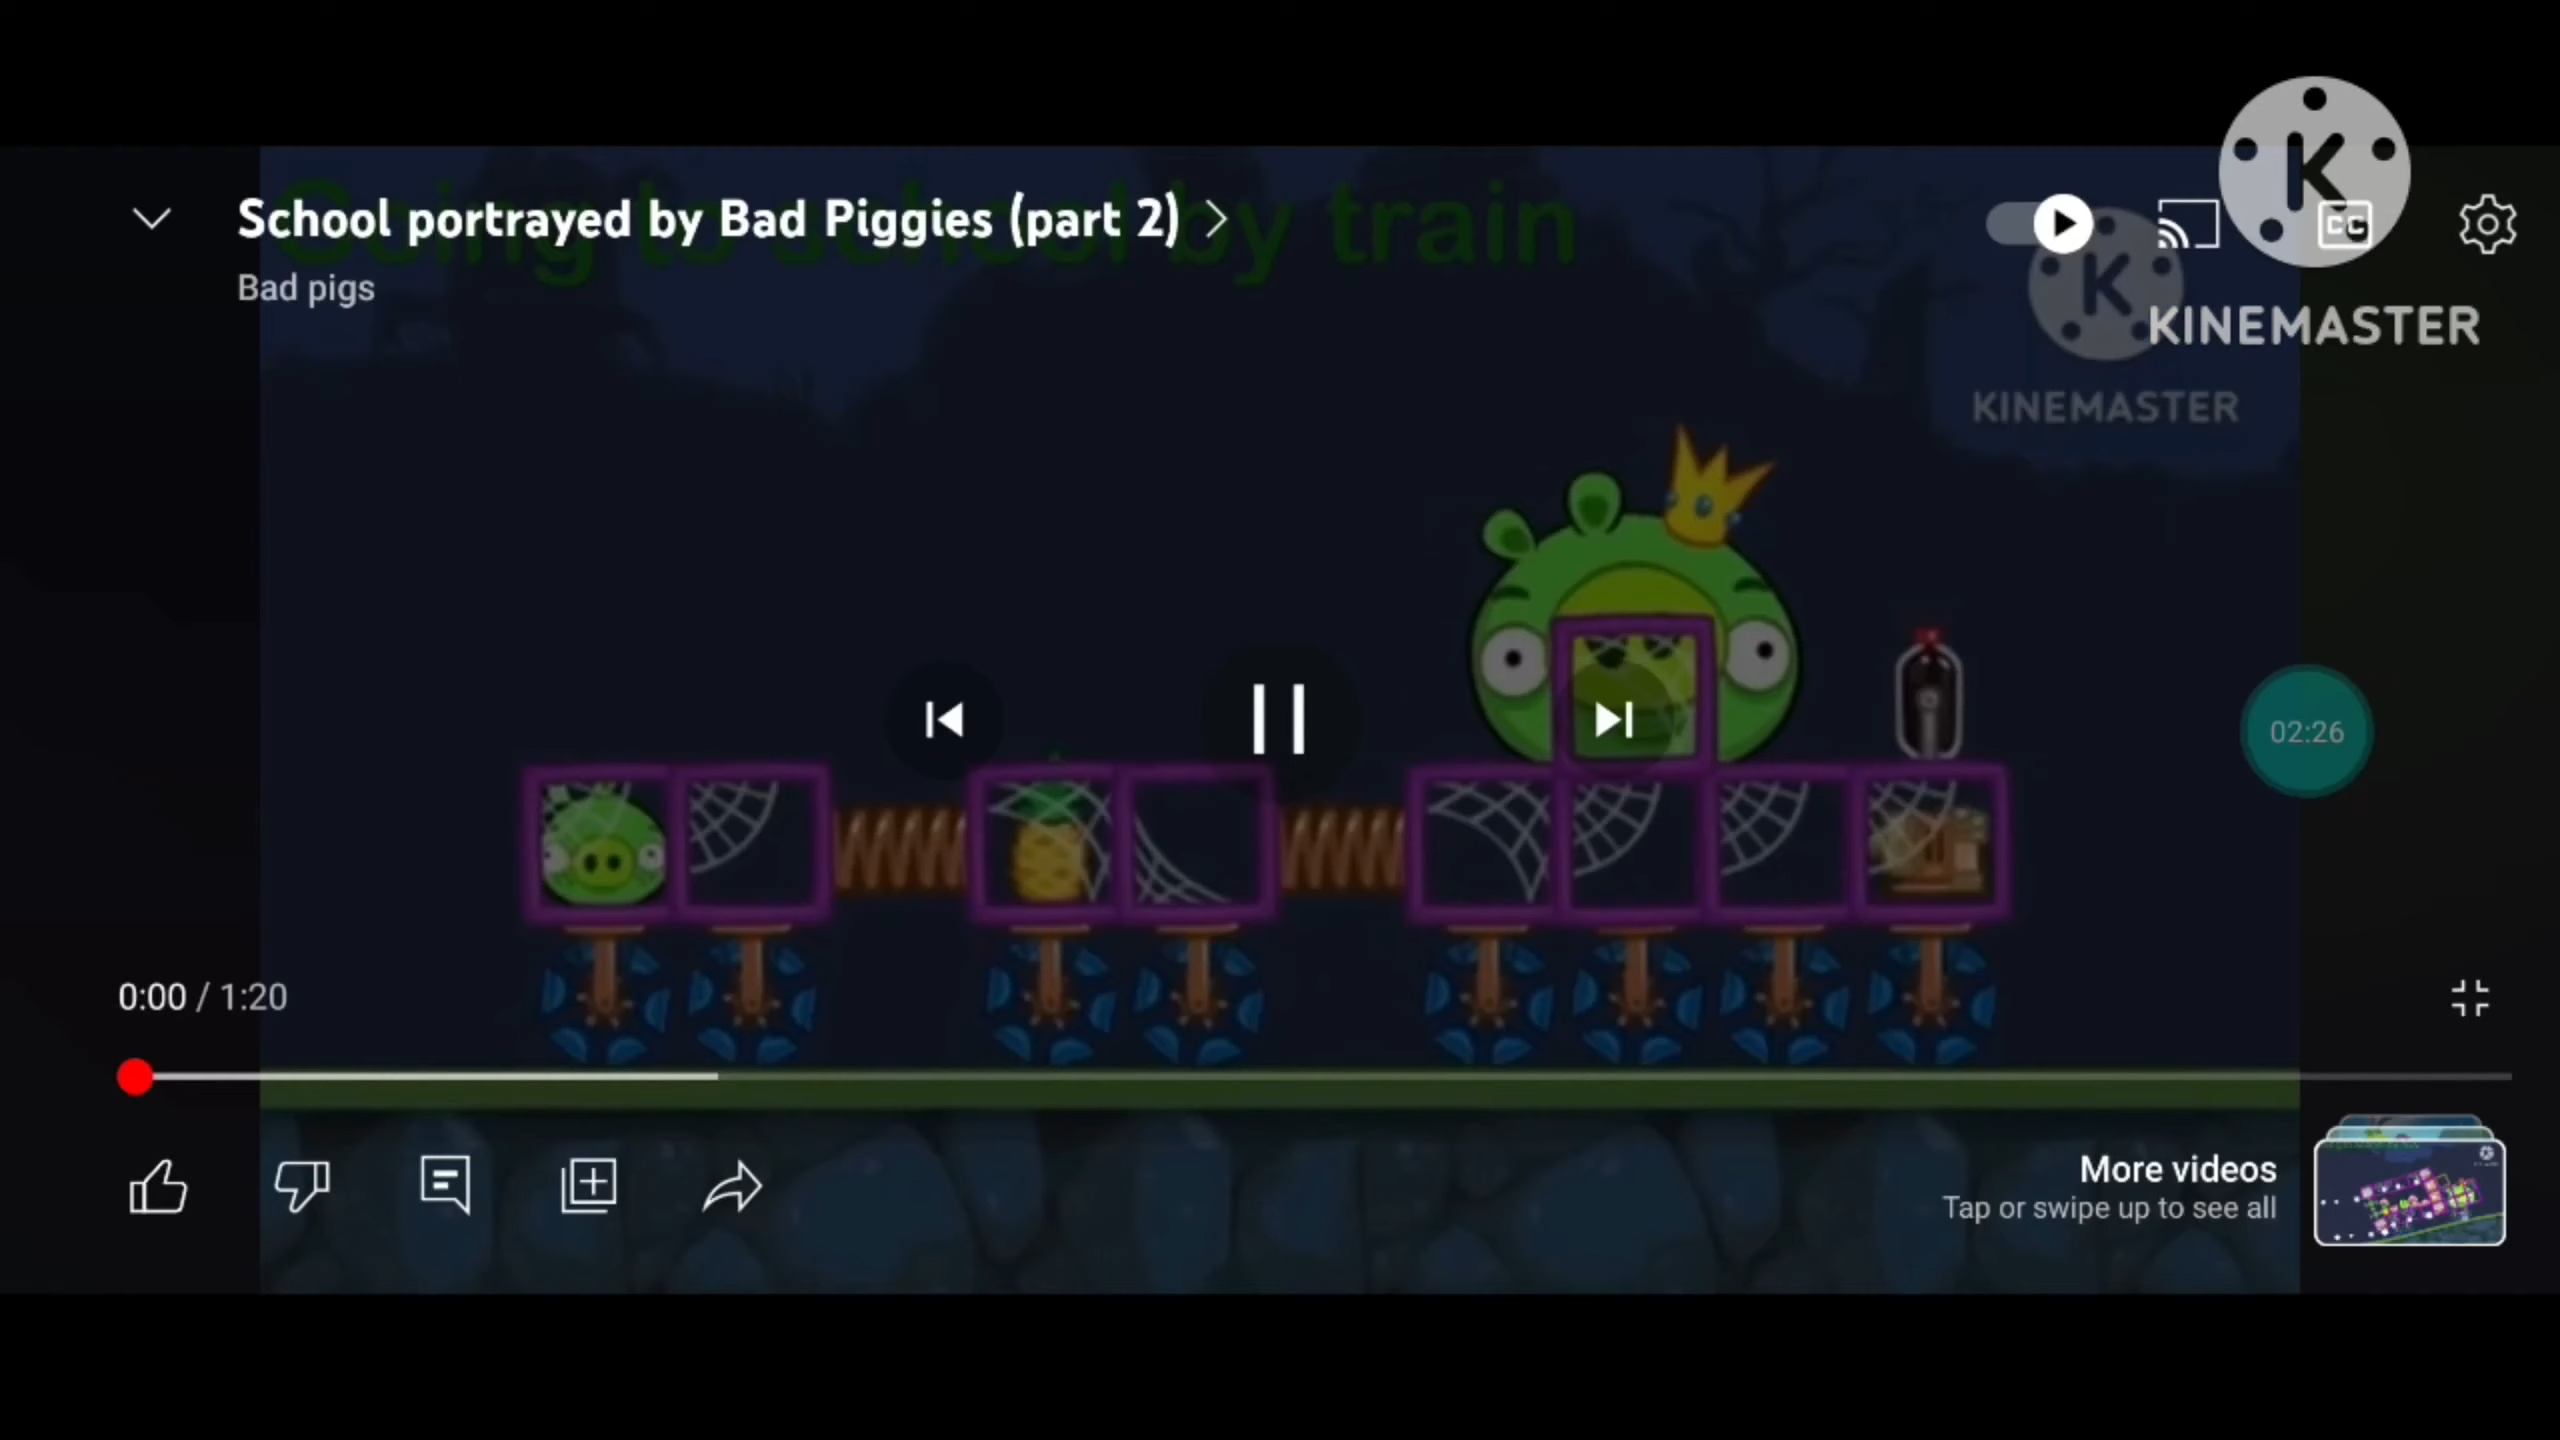 School portrayed by Bad Piggies (part 2)
Going to school by train
Bad pigs
CC
K
KINEMASTER
K
KINEMASTER
02:26
0:00 / 1:20
More videos
Tap or swipe up to see all